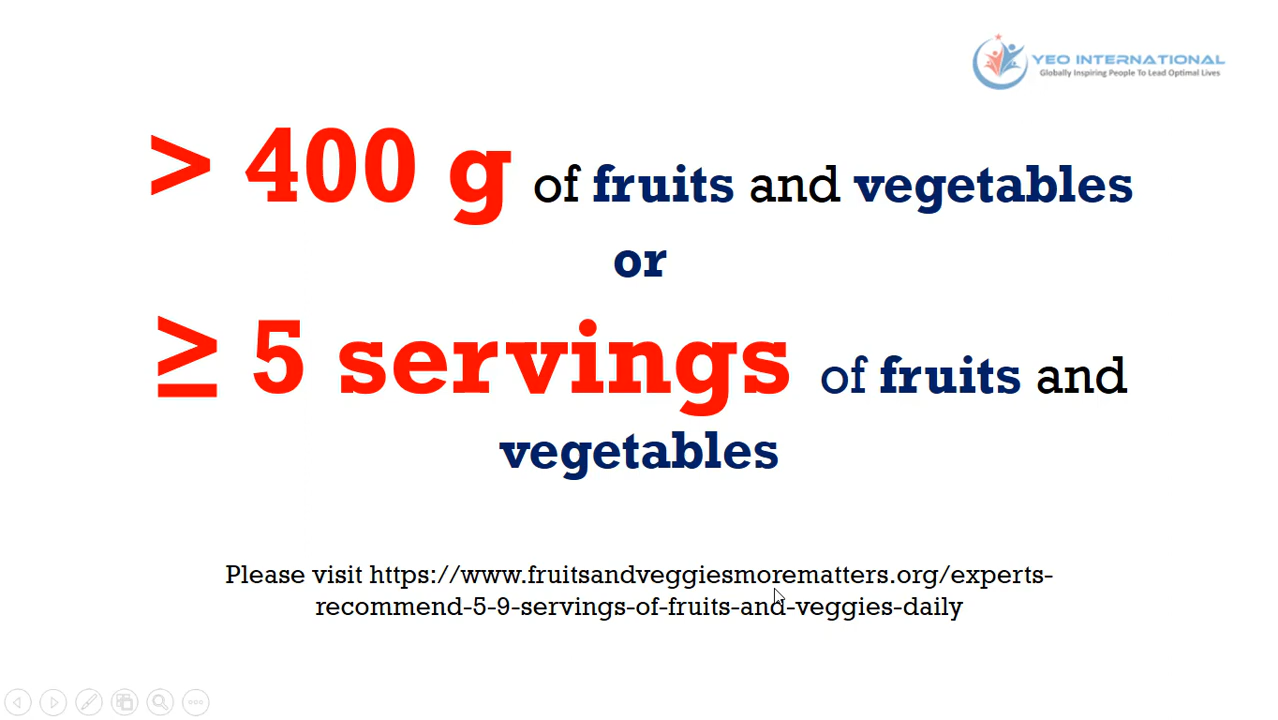 YEO INTERNATIONAL
Globally Inspiring People To Lead Optimal Lives
> 400 g of fruits and vegetables
or
≥ 5 servings of fruits and
vegetables
Please visit https://www.fruitsandveggiesmorematters.org/experts-
recommend-5-9-servings-of-fruits-and-veggies-daily